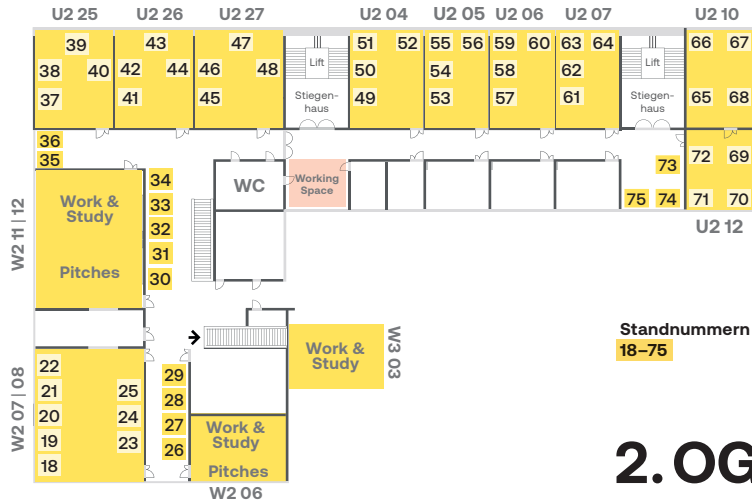 U2 25 U2 26 U2 27 U2 04 U2 05 U2 06 U2 07 U2 10
39 43 47 51 52 55 56 59 60 63 64 66 67
38 40 42 44 46 48 Lift 50 54 58 62 Lift
37 41 45 Stiegen- 49 53 57 61 Stiegen- 65 68
haus haus
36
35
72 69
73
34 WC Working
Space
33
75 74 71 70
U2 12
32
31
30
W2 11 | 12
Work &
Study
Pitches
W2 07 | 08
22
21 25
20 24
19 23
18
29
28
27
26
Work &
Study
W3 03
Work &
Study
Pitches
W2 06
Standnummern
18–75
2. OG